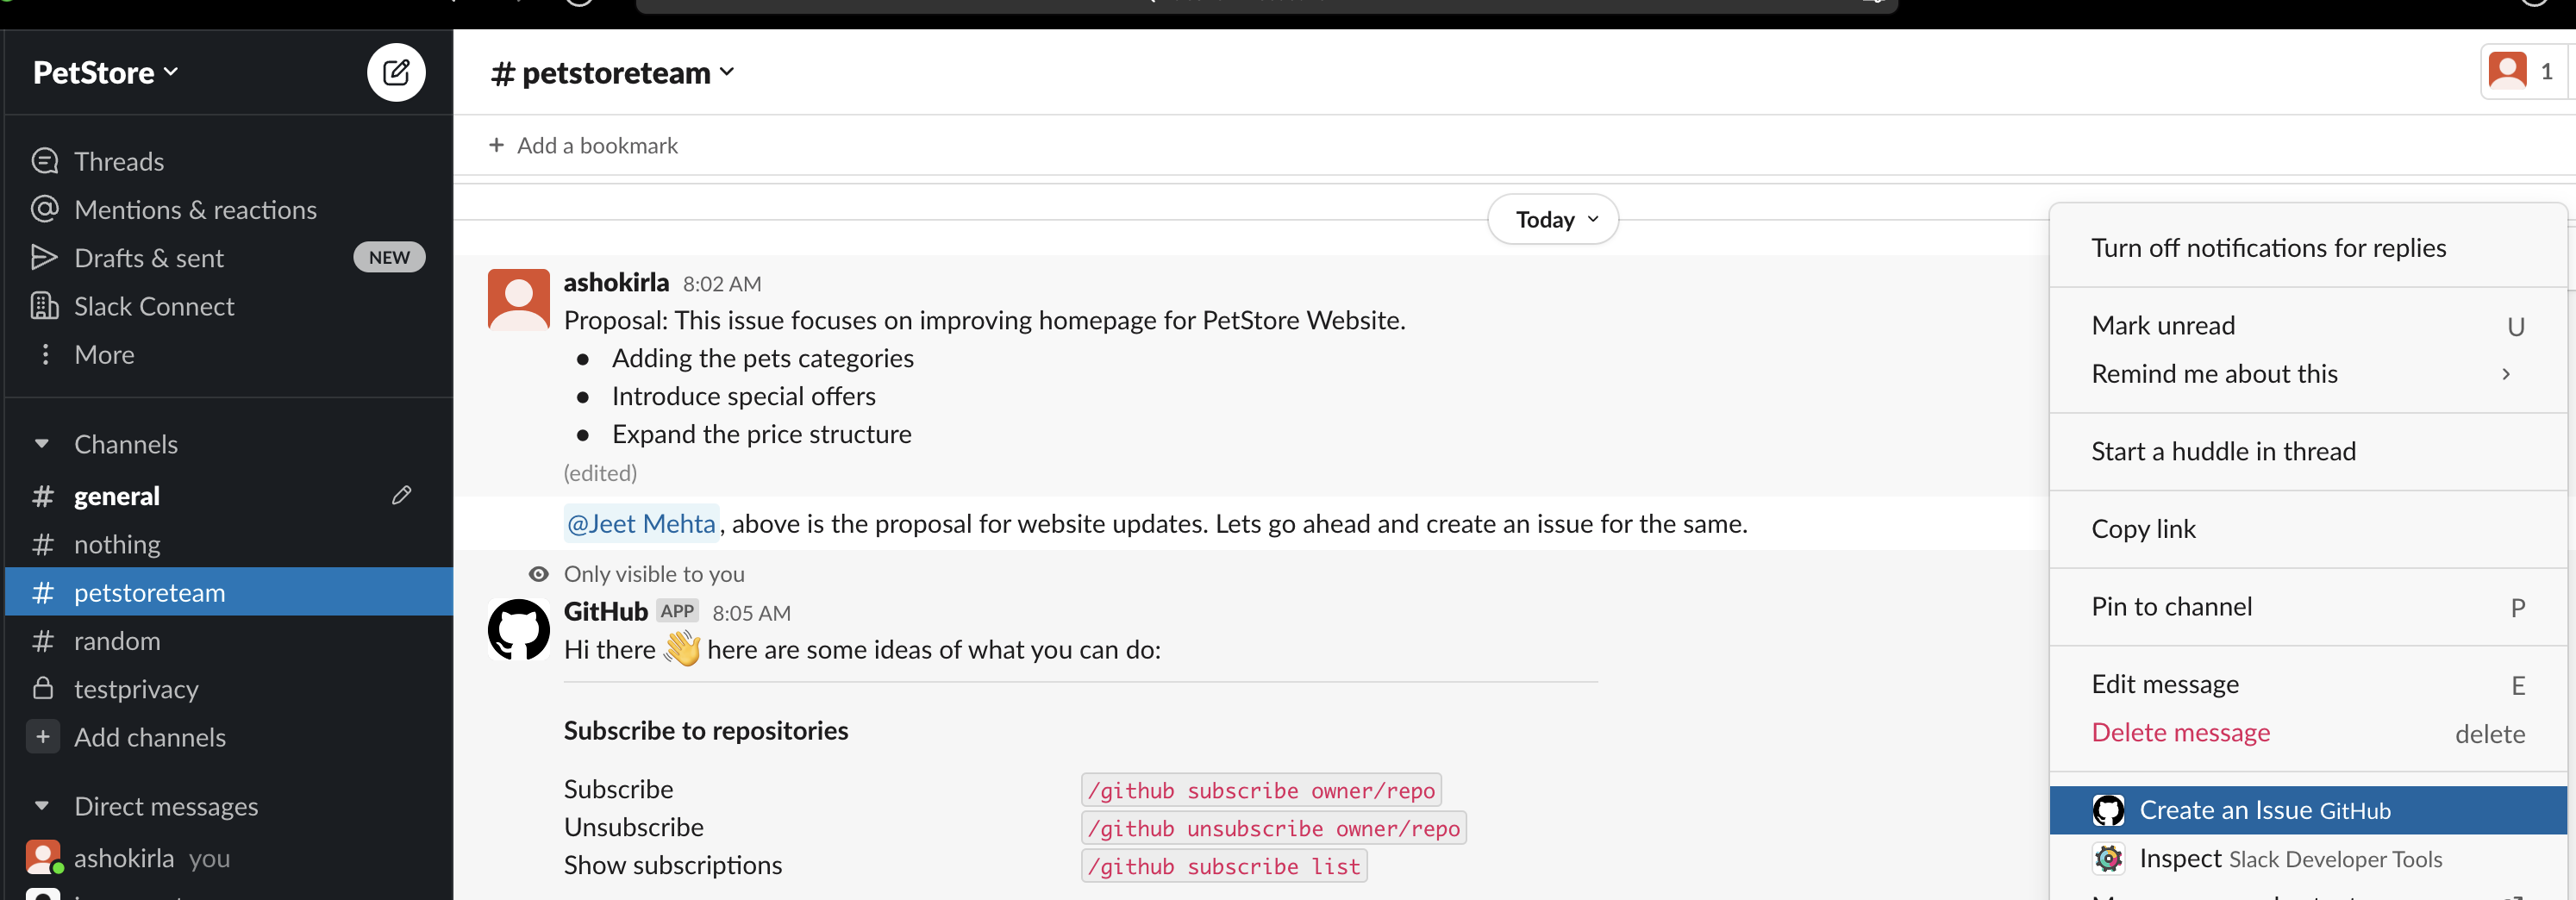 PetStore
Threads
Mentions & reactions
Drafts & sent NEW
Slack Connect
More
Channels
# general
# nothing
# petstoreteam
# random
testprivacy
+ Add channels
Direct messages
ashokirla you
# petstoreteam
1
+ Add a bookmark
Today
ashokirla 8:02 AM
Proposal: This issue focuses on improving homepage for PetStore Website.
● Adding the pets categories
● Introduce special offers
● Expand the price structure
(edited)
@Jeet Mehta, above is the proposal for website updates. Lets go ahead and create an issue for the same.
Only visible to you
GitHub APP 8:05 AM
Hi there 👋 here are some ideas of what you can do:
Subscribe to repositories
Subscribe /github subscribe owner/repo
Unsubscribe /github unsubscribe owner/repo
Show subscriptions /github subscribe list
Turn off notifications for replies
Mark unread U
Remind me about this
Start a huddle in thread
Copy link
Pin to channel P
Edit message E
Delete message delete
Create an Issue GitHub
Inspect Slack Developer Tools